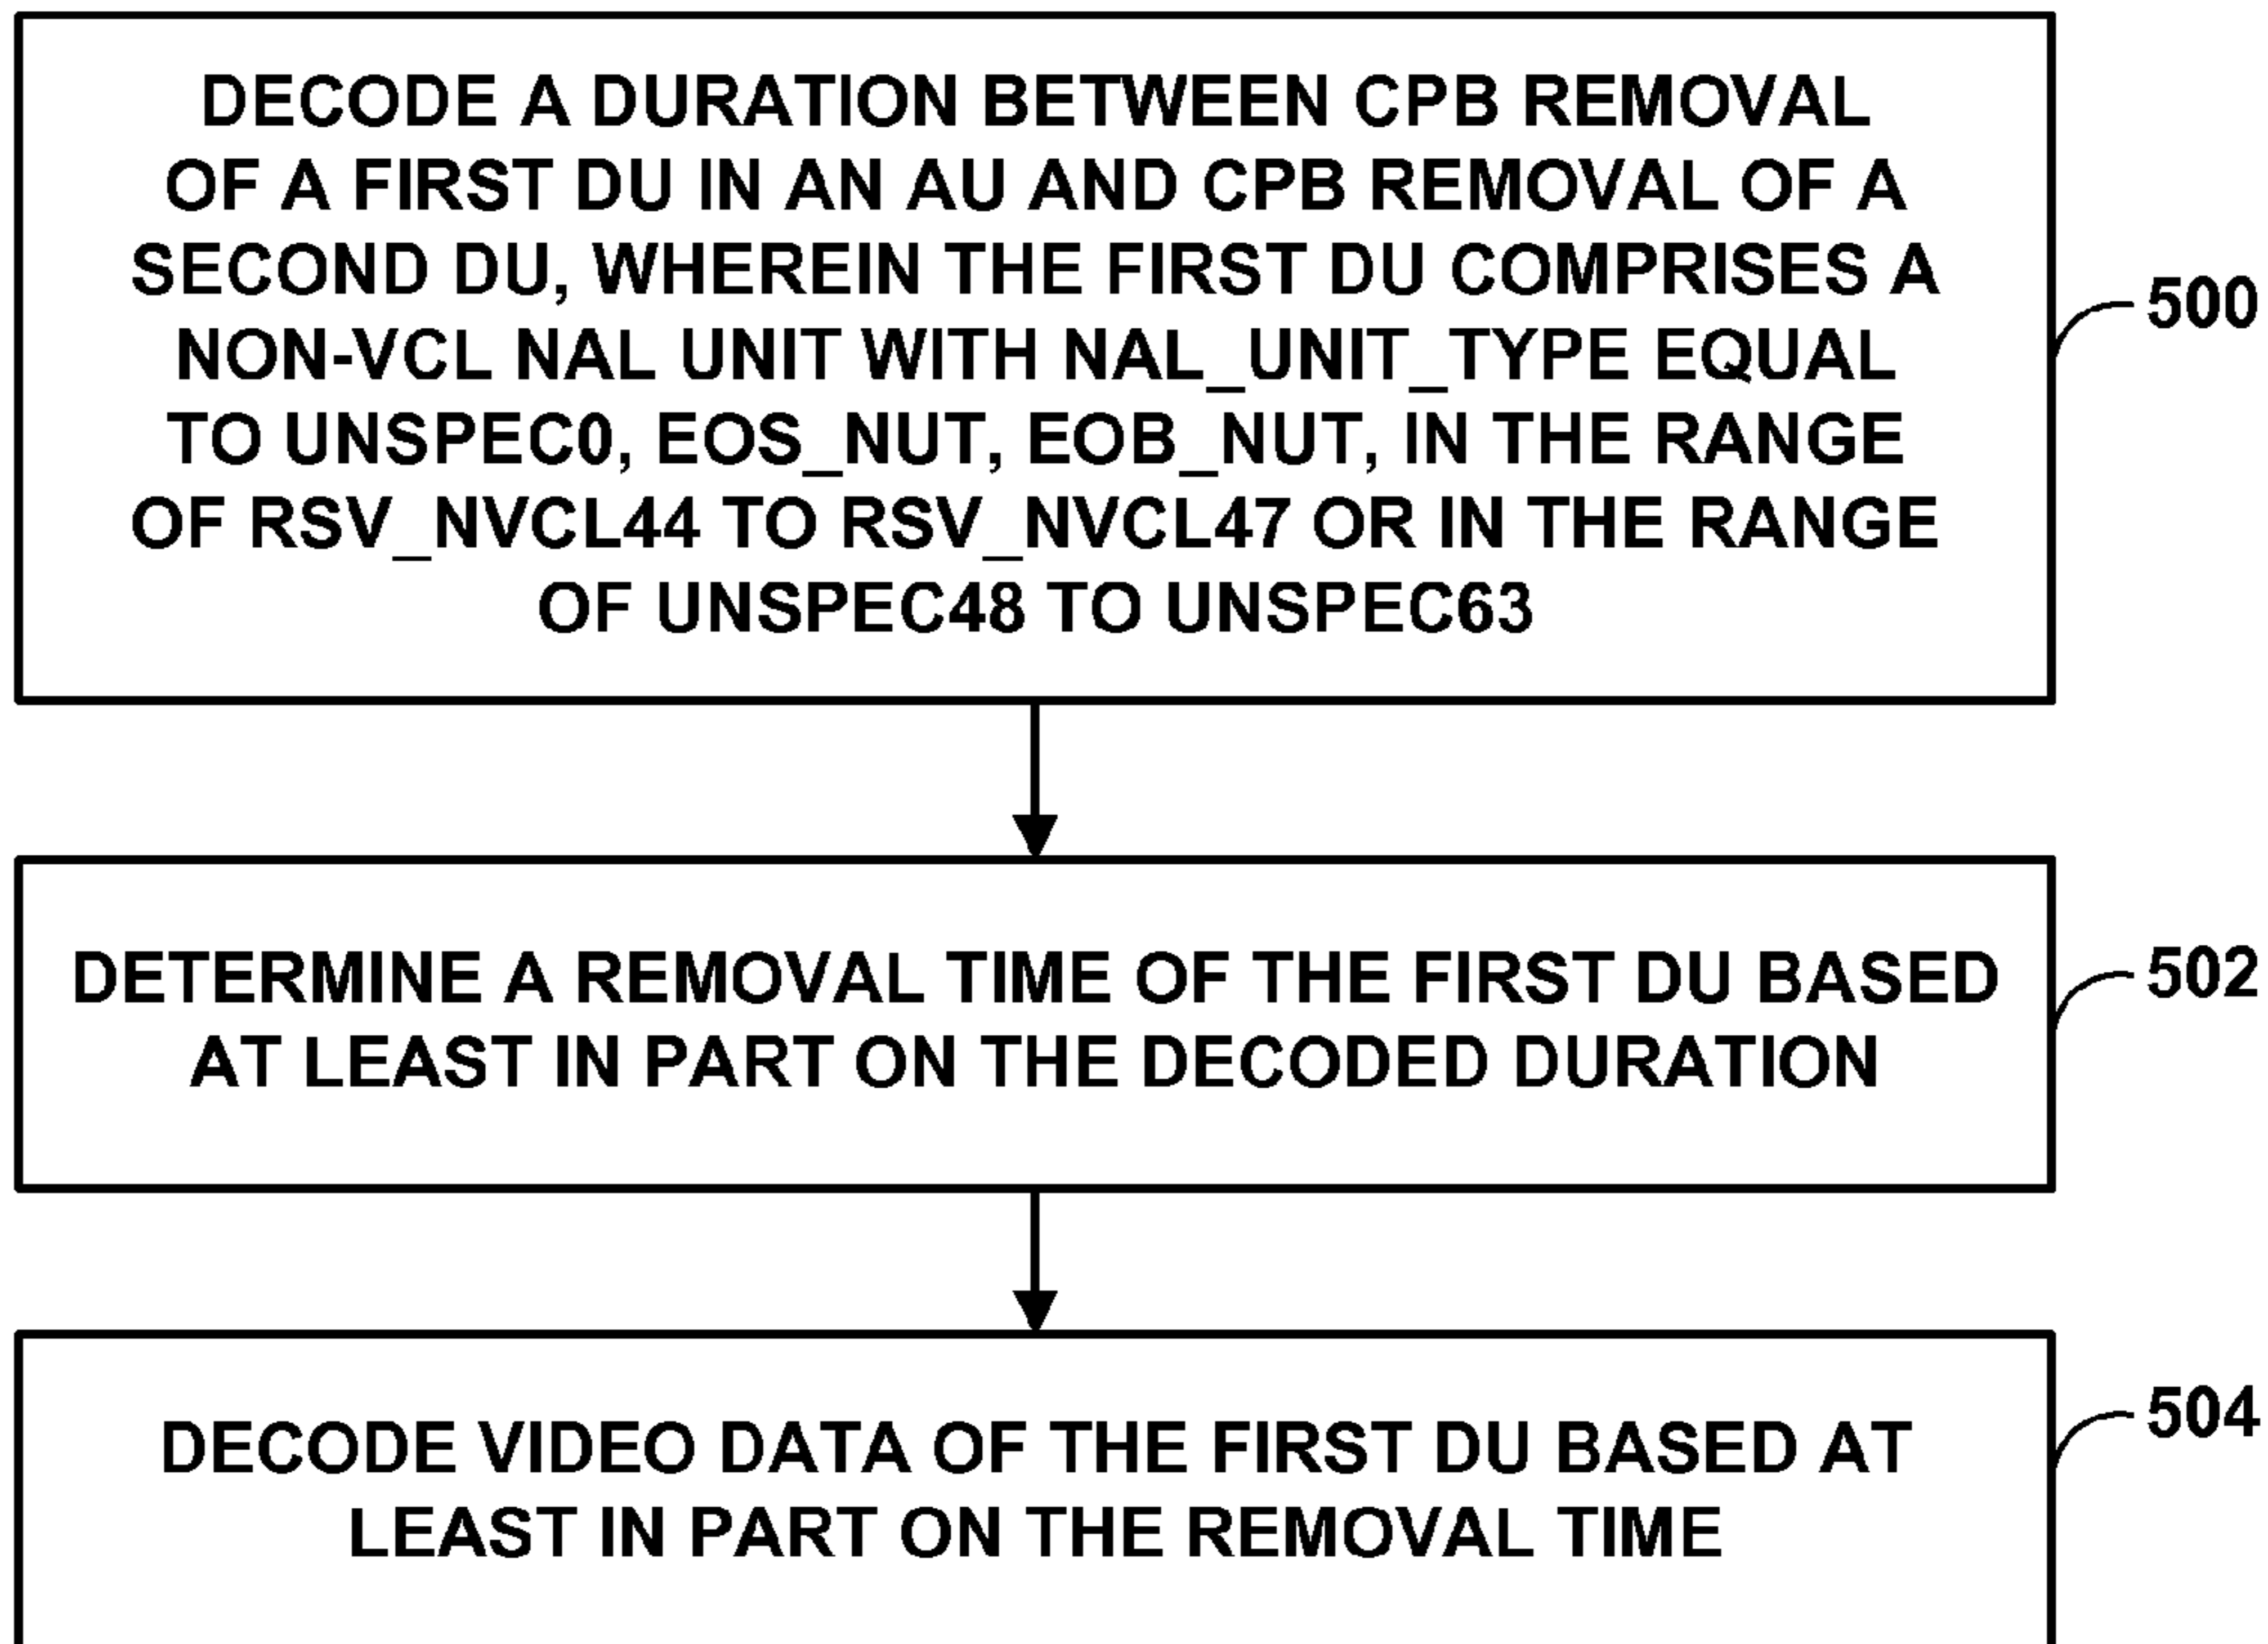 DECODE A DURATION BETWEEN CPB REMOVAL
OF A FIRST DU IN AN AU AND CPB REMOVAL OF A
SECOND DU, WHEREIN THE FIRST DU COMPRISES A
NON-VCL NAL UNIT WITH NAL_UNIT_TYPE EQUAL
TO UNSPEC0, EOS_NUT, EOB_NUT, IN THE RANGE
OF RSV_NVCL44 TO RSV_NVCL47 OR IN THE RANGE
OF UNSPEC48 TO UNSPEC63
500
DETERMINE A REMOVAL TIME OF THE FIRST DU BASED
AT LEAST IN PART ON THE DECODED DURATION
502
DECODE VIDEO DATA OF THE FIRST DU BASED AT
LEAST IN PART ON THE REMOVAL TIME
504